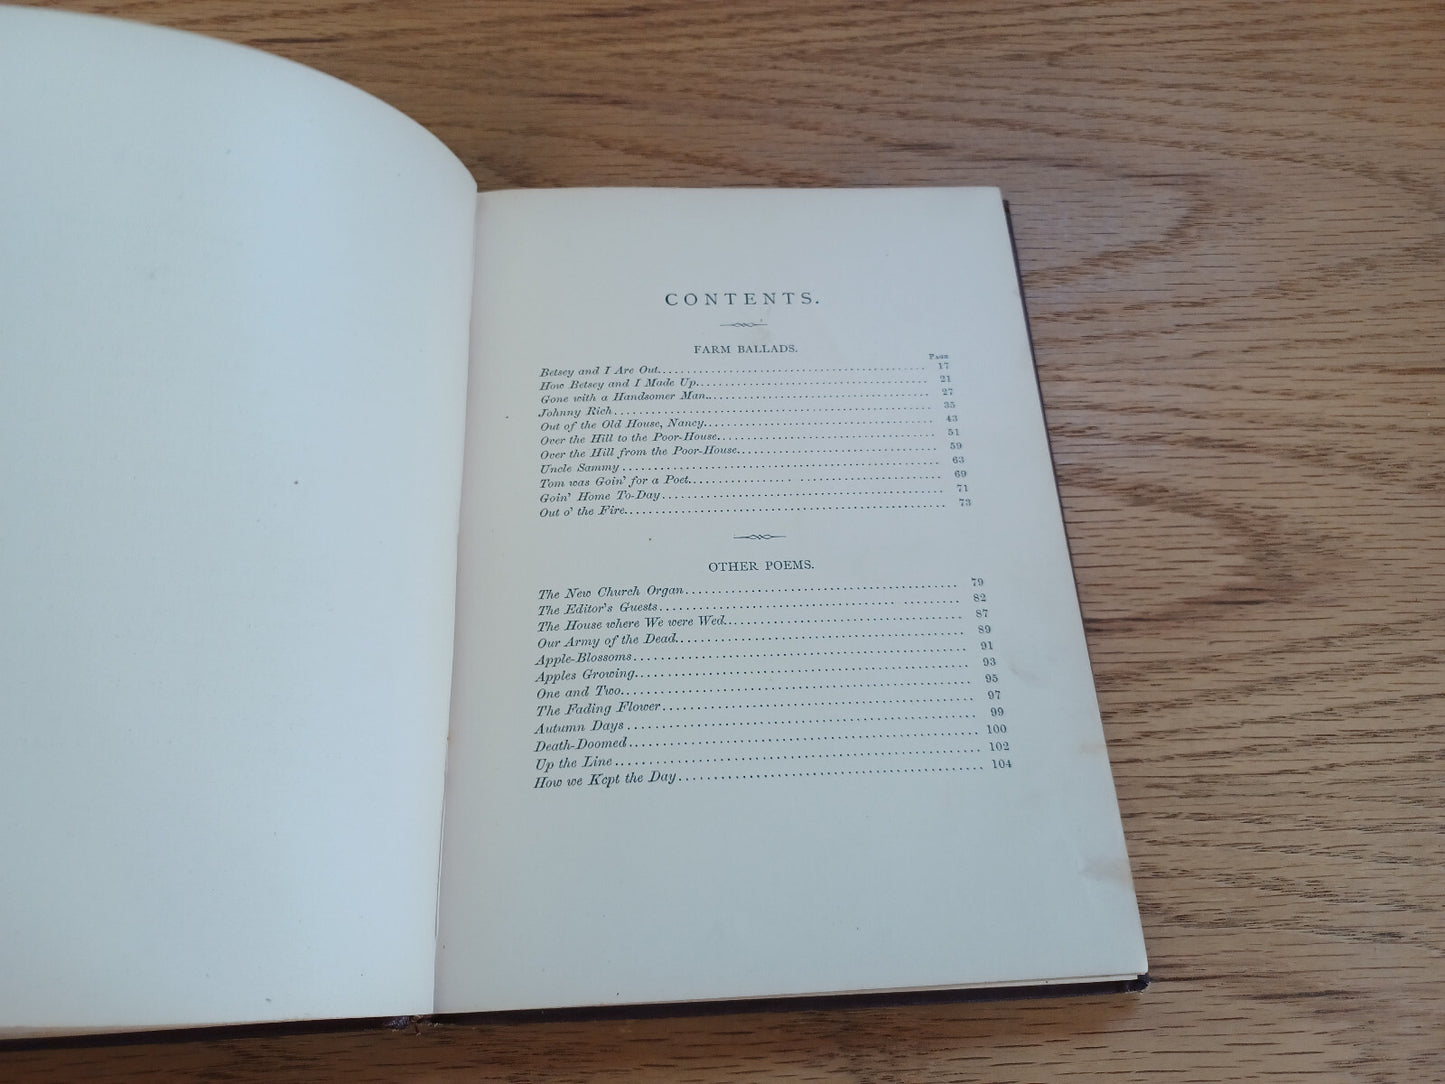 CONTENTS.
FARM BALLADS.
Page
Betsey and I Are Out. 17
How Betsey and I Made Up. 21
Gone with a Handsomer Man. 27
Johnny Rich 35
Out of the Old House, Nancy. 43
Over the Hill to the Poor-House. 51
Over the Hill from the Poor-House. 59
Uncle Sammy 63
Tom was Goin' for a Poet. 69
Goin' Home To-Day 71
Out o' the Fire. 73
OTHER POEMS.
The New Church Organ 79
The Editor's Guests 82
The House where We were Wed. 87
Our Army of the Dead. 89
Apple-Blossoms 91
Apples Growing. 93
One and Two. 95
The Fading Flower 97
Autumn Days 99
Death-Doomed 100
Up the Line 102
How we Kept the Day 104